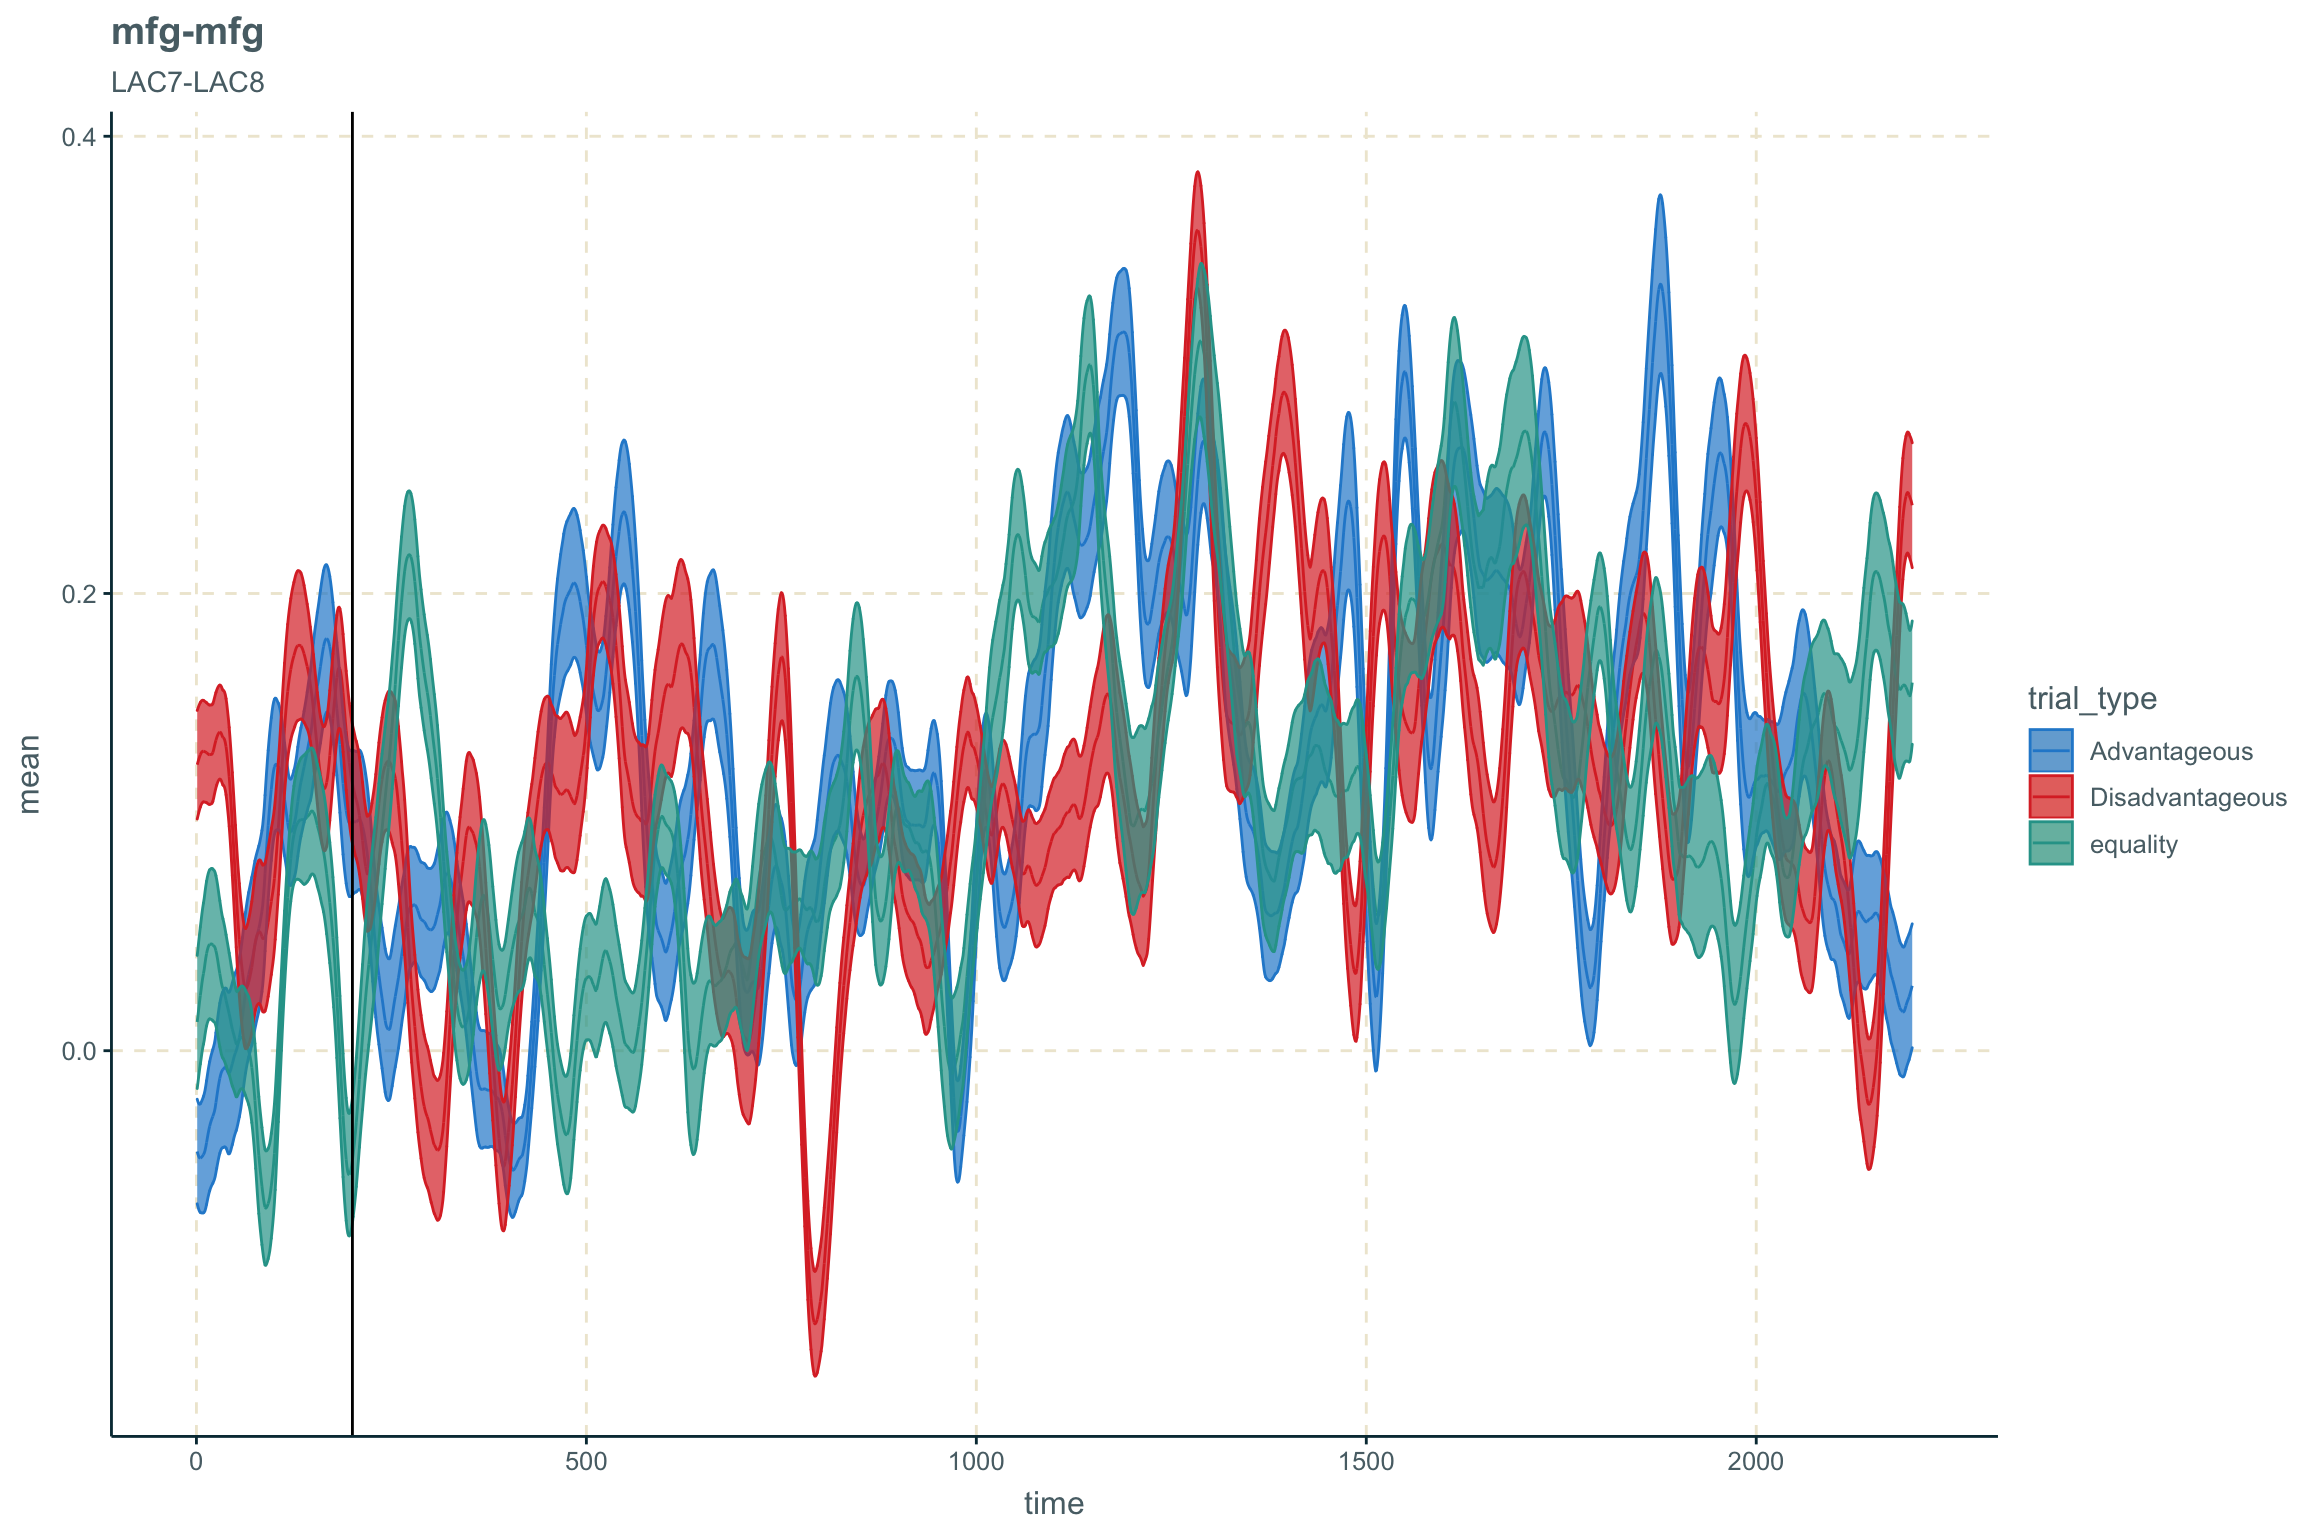 mfg-mfg
LAC7-LAC8
0.4
0.2
0.0
mean
0
500
1000
1500
2000
time
trial_type
Advantageous
Disadvantageous
equality